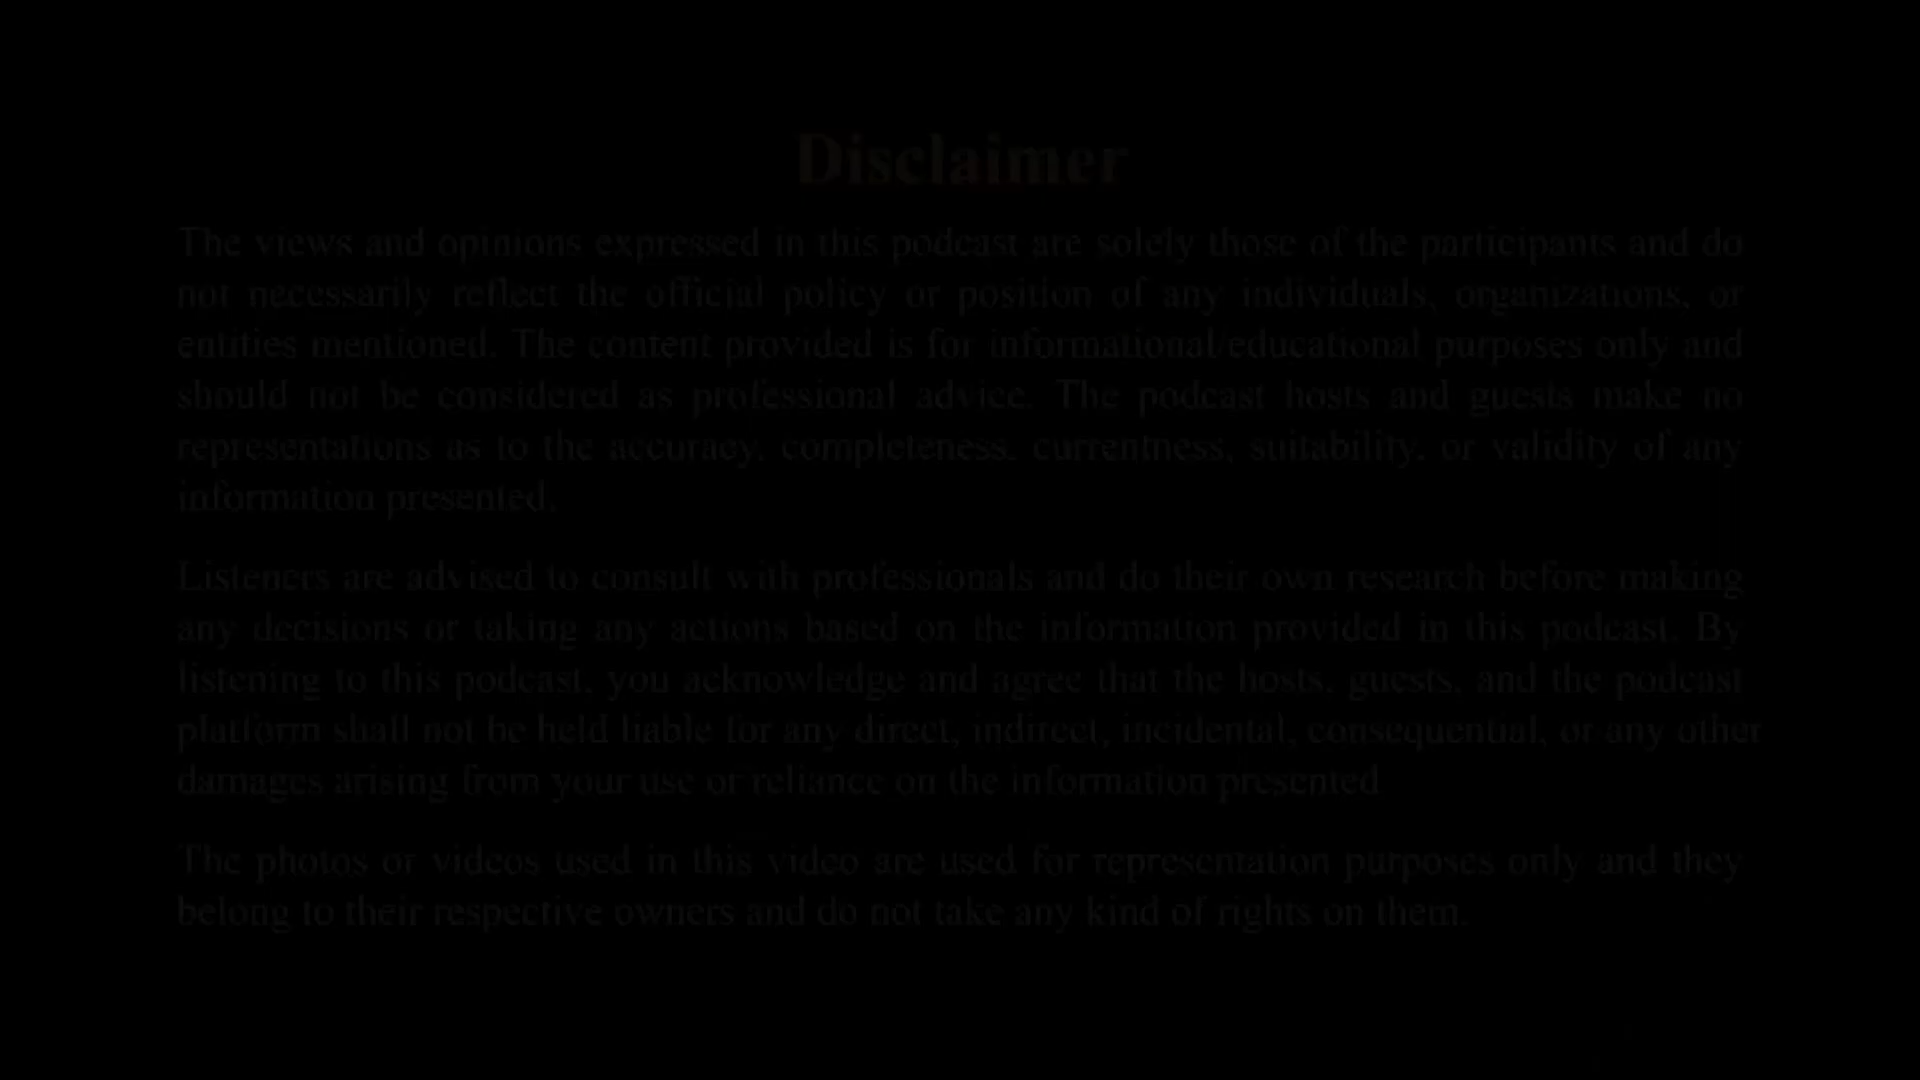 Disclaimer
The views and opinions expressed in this podcast are solely those of the participants and do
not necessarily reflect the official policy or position of any individuals, organizations, or
entities mentioned. The content provided is for informational/educational purposes only and
should not be considered as professional advice. The podcast hosts and guests make no
representations as to the accuracy, completeness, currentness, suitability, or validity of any
information presented.
Listeners are advised to consult with professionals and do their own research before making
any decisions or taking any actions based on the information provided in this podcast. By
listening to this podcast, you acknowledge and agree that the hosts, guests, and the podcast
platform shall not be held liable for any direct, indirect, incidental, consequential, or any other
damages arising from your use or reliance on the information presented
The photos or videos used in this video are used for representation purposes only and they
belong to their respective owners and do not take any kind of rights on them.